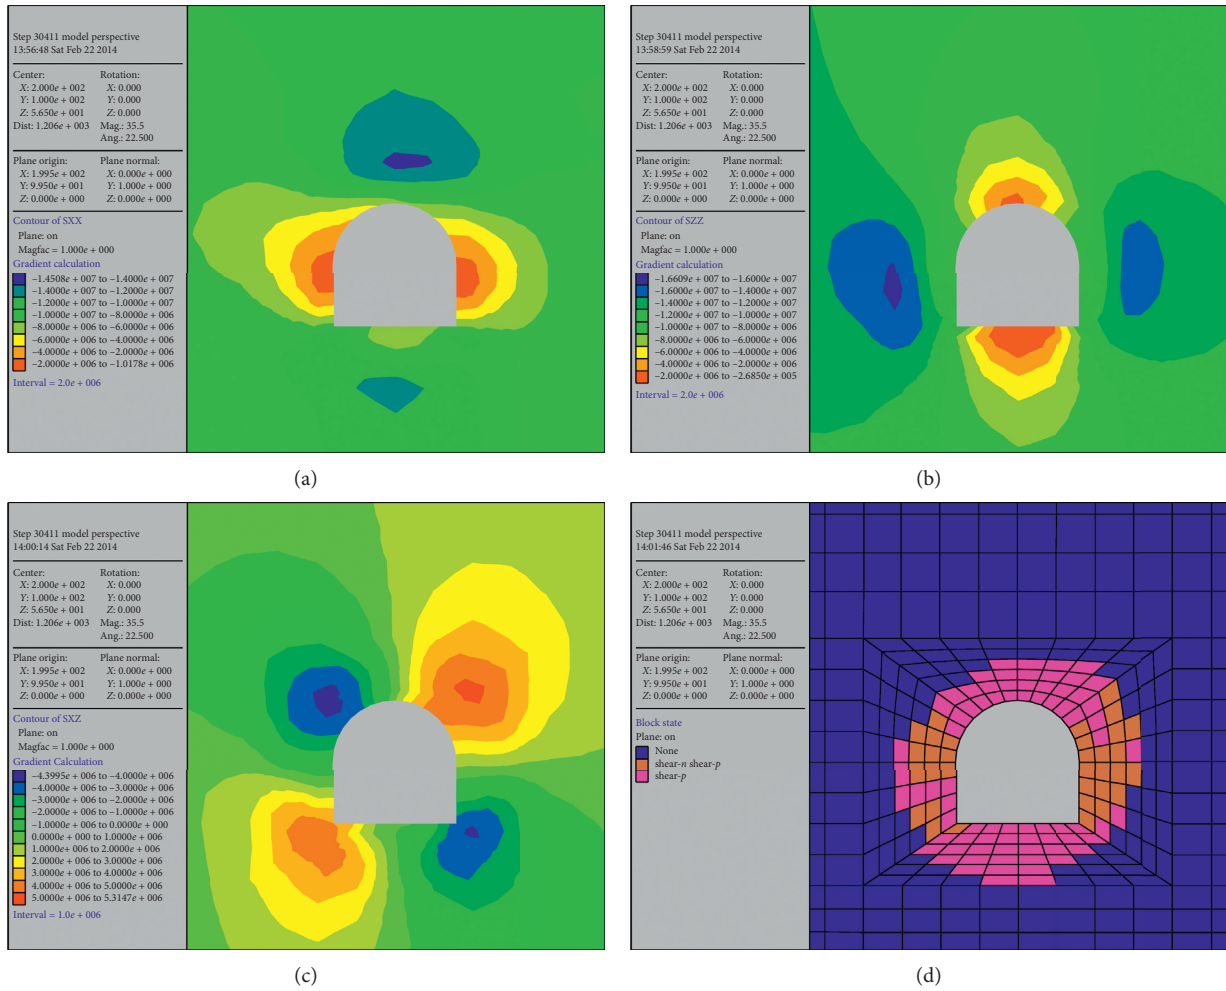 Step 30411 model perspective
13:56:48 Sat Feb 22 2014
Center: Rotation:
X: 2.000e + 002 X: 0.000
Y: 1.000e + 002 Y: 0.000
Z: 5.650e + 001 Z: 0.000
Dist: 1.206e + 003 Mag.: 35.5
Ang.: 22.500
Plane origin: Plane normal:
X: 1.995e + 002 X: 0.000e + 000
Y: 9.950e + 001 Y: 1.000e + 000
Z: 0.000e + 000 Z: 0.000e + 000
Contour of SXX
Plane: on
Magfac = 1.000e + 000
Gradient calculation
−1.4508e + 007 to −1.4000e + 007
−1.4000e + 007 to −1.2000e + 007
−1.2000e + 007 to −1.0000e + 007
−1.0000e + 007 to −8.0000e + 006
−8.0000e + 006 to −6.0000e + 006
−6.0000e + 006 to −4.0000e + 006
−4.0000e + 006 to −2.0000e + 006
−2.0000e + 006 to −1.0178e + 006
Interval = 2.0e + 006
(a)
Step 30411 model perspective
13:58:59 Sat Feb 22 2014
Center: Rotation:
X: 2.000e + 002 X: 0.000
Y: 1.000e + 002 Y: 0.000
Z: 5.650e + 001 Z: 0.000
Dist: 1.206e + 003 Mag.: 35.5
Ang.: 22.500
Plane origin: Plane normal:
X: 1.995e + 002 X: 0.000e + 000
Y: 9.950e + 001 Y: 1.000e + 000
Z: 0.000e + 000 Z: 0.000e + 000
Contour of SZZ
Plane: on
Magfac = 1.000e + 000
Gradient calculation
−1.6609e + 007 to −1.6000e + 007
−1.6000e + 007 to −1.4000e + 007
−1.4000e + 007 to −1.2000e + 007
−1.2000e + 007 to −1.0000e + 007
−1.0000e + 007 to −8.0000e + 006
−8.0000e + 006 to −6.0000e + 006
−6.0000e + 006 to −4.0000e + 006
−4.0000e + 006 to −2.0000e + 006
−2.0000e + 006 to −2.6850e + 005
Interval = 2.0e + 006
(b)
Step 30411 model perspective
14:00:14 Sat Feb 22 2014
Center: Rotation:
X: 2.000e + 002 X: 0.000
Y: 1.000e + 002 Y: 0.000
Z: 5.650e + 001 Z: 0.000
Dist: 1.206e + 003 Mag.: 35.5
Ang.: 22.500
Plane origin: Plane normal:
X: 1.995e + 002 X: 0.000e + 000
Y: 9.950e + 001 Y: 1.000e + 000
Z: 0.000e + 000 Z: 0.000e + 000
Contour of SXZ
Plane: on
Magfac = 1.000e + 000
Gradient Calculation
−4.3995e + 006 to −4.0000e + 006
−4.0000e + 006 to −3.0000e + 006
−3.0000e + 006 to −2.0000e + 006
−2.0000e + 006 to −1.0000e + 006
−1.0000e + 006 to 0.0000e + 000
0.0000e + 000 to 1.0000e + 006
1.0000e+ 006 to 2.0000e + 006
2.0000e + 006 to 3.0000e + 006
3.0000e + 006 to 4.0000e + 006
4.0000e + 006 to 5.0000e + 006
5.0000e + 006 to 5.3147e + 006
Interval = 1.0e + 006
(c)
Step 30411 model perspective
14:01:46 Sat Feb 22 2014
Center: Rotation:
X: 2.000e + 002 X: 0.000
Y: 1.000e + 002 Y: 0.000
Z: 5.650e + 001 Z: 0.000
Dist: 1.206e + 003 Mag.: 35.5
Ang.: 22.500
Plane origin: Plane normal:
X: 1.995e + 002 X: 0.000e + 000
Y: 9.950e + 001 Y: 1.000e + 000
Z: 0.000e + 000 Z: 0.000e + 000
Block state
Plane: on
None
shear-n shear-p
shear-p
(d)